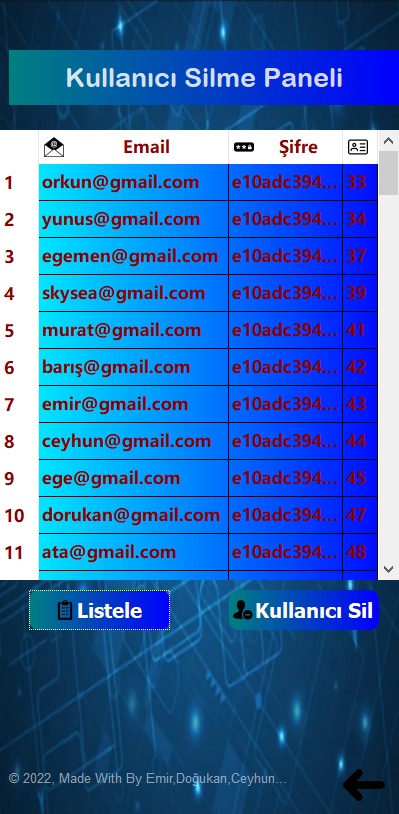 Kullanıcı Silme Paneli
Email Şifre
1 orkun@gmail.com e10adc394... 33
2 yunus@gmail.com e10adc394... 34
3 egemen@gmail.com e10adc394... 37
4 skysea@gmail.com e10adc394... 39
5 murat@gmail.com e10adc394... 41
6 barış@gmail.com e10adc394... 42
7 emir@gmail.com e10adc394... 43
8 ceyhun@gmail.com e10adc394... 44
9 ege@gmail.com e10adc394... 45
10 dorukan@gmail.com e10adc394... 47
11 ata@gmail.com e10adc394... 48
Listele Kullanıcı Sil
© 2022, Made With By Emir,Doğukan,Ceyhun...